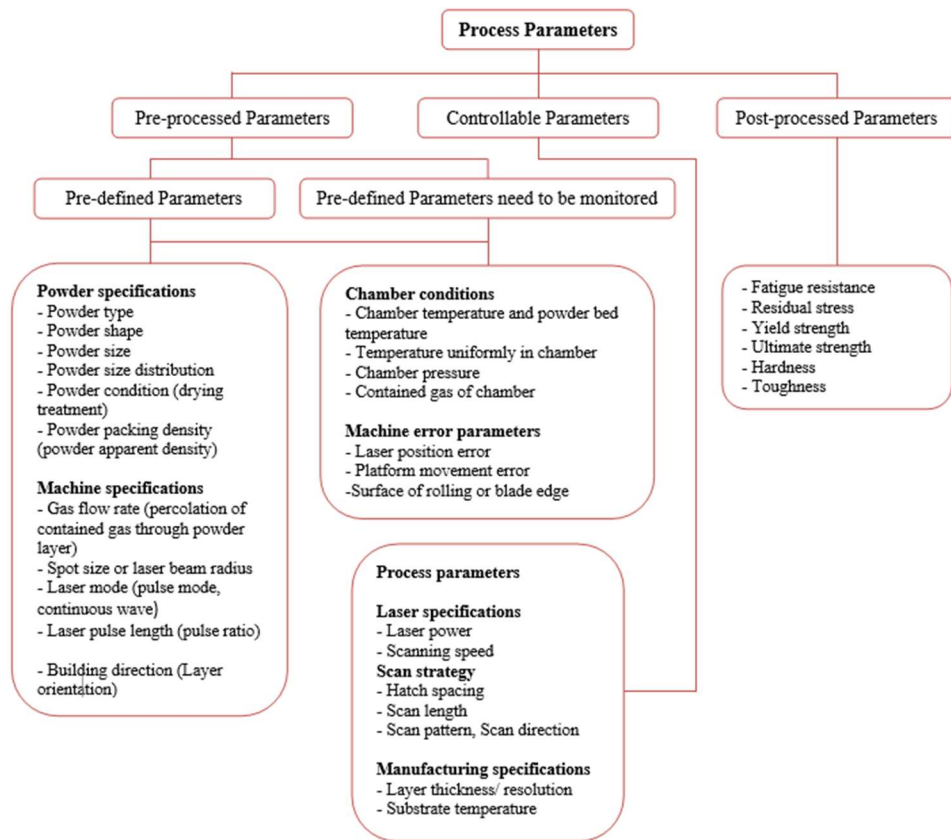 Process Parameters
Pre-processed Parameters
Controllable Parameters
Post-processed Parameters
Pre-defined Parameters
Pre-defined Parameters need to be monitored
Powder specifications
- Powder type
- Powder shape
- Powder size
- Powder size distribution
- Powder condition (drying
treatment)
- Powder packing density
(powder apparent density)
Machine specifications
- Gas flow rate (percolation of
contained gas through powder
layer)
- Spot size or laser beam radius
- Laser mode (pulse mode,
continuous wave)
- Laser pulse length (pulse ratio)
- Building direction (Layer
orientation)
Chamber conditions
- Chamber temperature and powder bed
temperature
- Temperature uniformly in chamber
- Chamber pressure
- Contained gas of chamber
Machine error parameters
- Laser position error
- Platform movement error
-Surface of rolling or blade edge
- Fatigue resistance
- Residual stress
- Yield strength
- Ultimate strength
- Hardness
- Toughness
Process parameters
Laser specifications
- Laser power
- Scanning speed
Scan strategy
- Hatch spacing
- Scan length
- Scan pattern, Scan direction
Manufacturing specifications
- Layer thickness/ resolution
- Substrate temperature